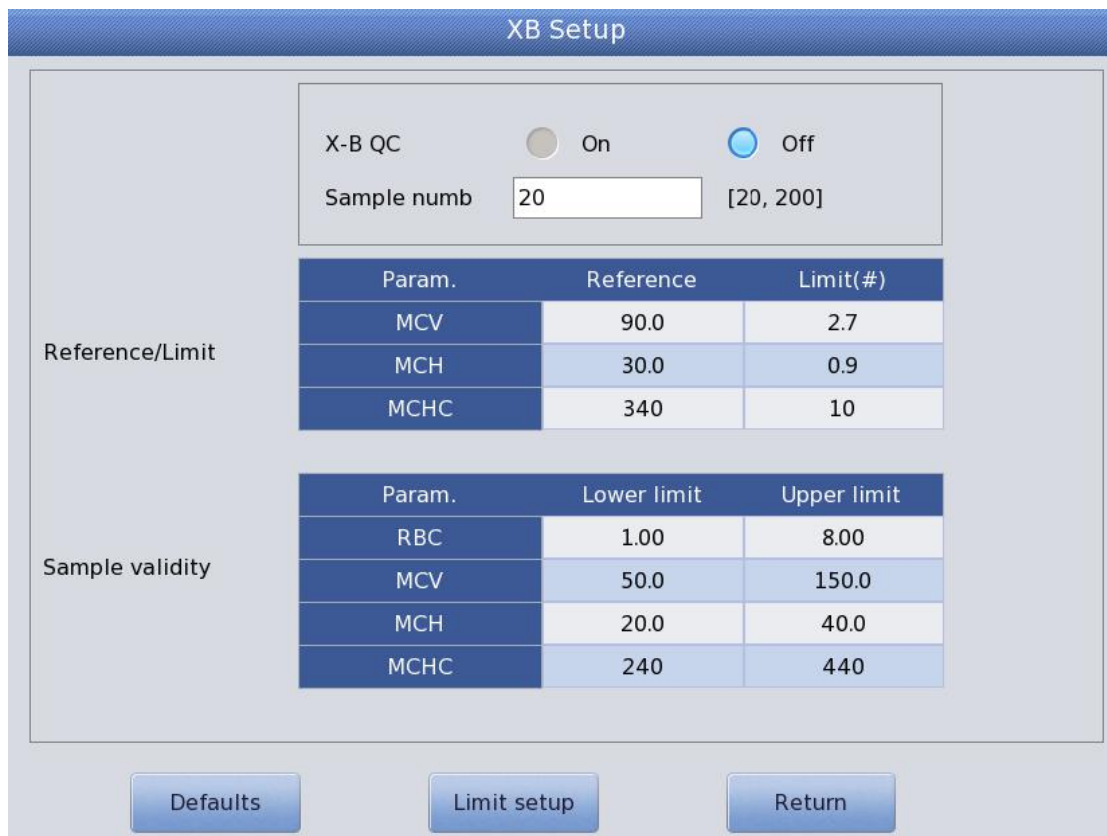 XB Setup
X-B QC On Off
Sample numb 20 [20, 200]
Reference/Limit
Param. Reference Limit(#)
MCV 90.0 2.7
MCH 30.0 0.9
MCHC 340 10
Sample validity
Param. Lower limit Upper limit
RBC 1.00 8.00
MCV 50.0 150.0
MCH 20.0 40.0
MCHC 240 440
Defaults Limit setup Return